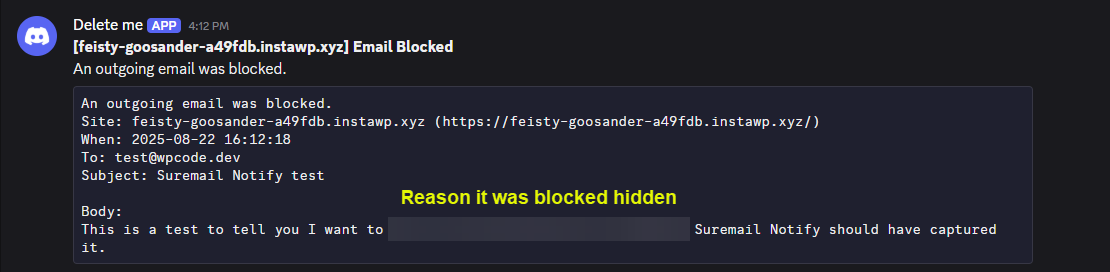 Delete me APP 4:12 PM
[feisty-goosander-a49fdb.instawp.xyz] Email Blocked
An outgoing email was blocked.
An outgoing email was blocked.
Site: feisty-goosander-a49fdb.instawp.xyz (https://feisty-goosander-a49fdb.instawp.xyz/)
When: 2025-08-22 16:12:18
To: test@wpcode.dev
Subject: Suremail Notify test
Reason it was blocked hidden
Body:
This is a test to tell you I want to Suremail Notify should have captured
it.